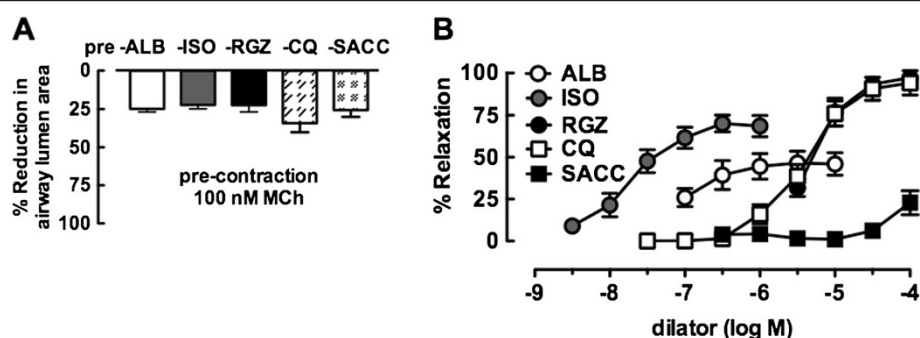 A
pre -ALB -ISO -RGZ -CQ -SACC
% Reduction in
airway lumen area
0
25
50
75
100
pre-contraction
100 nM MCh
B
% Relaxation
100
75
50
25
0
ALB
ISO
RGZ
CQ
SACC
-9 -8 -7 -6 -5 -4
dilator (log M)